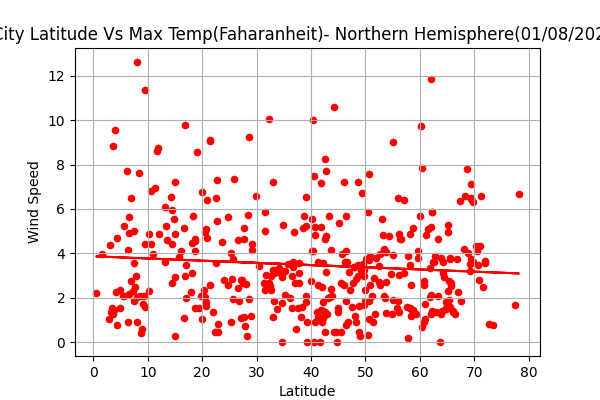 City Latitude Vs Max Temp(Faharanheit)- Northern Hemisphere(01/08/202
12
10
8
6
4
2
0
Wind Speed
0 10 20 30 40 50 60 70 80
Latitude